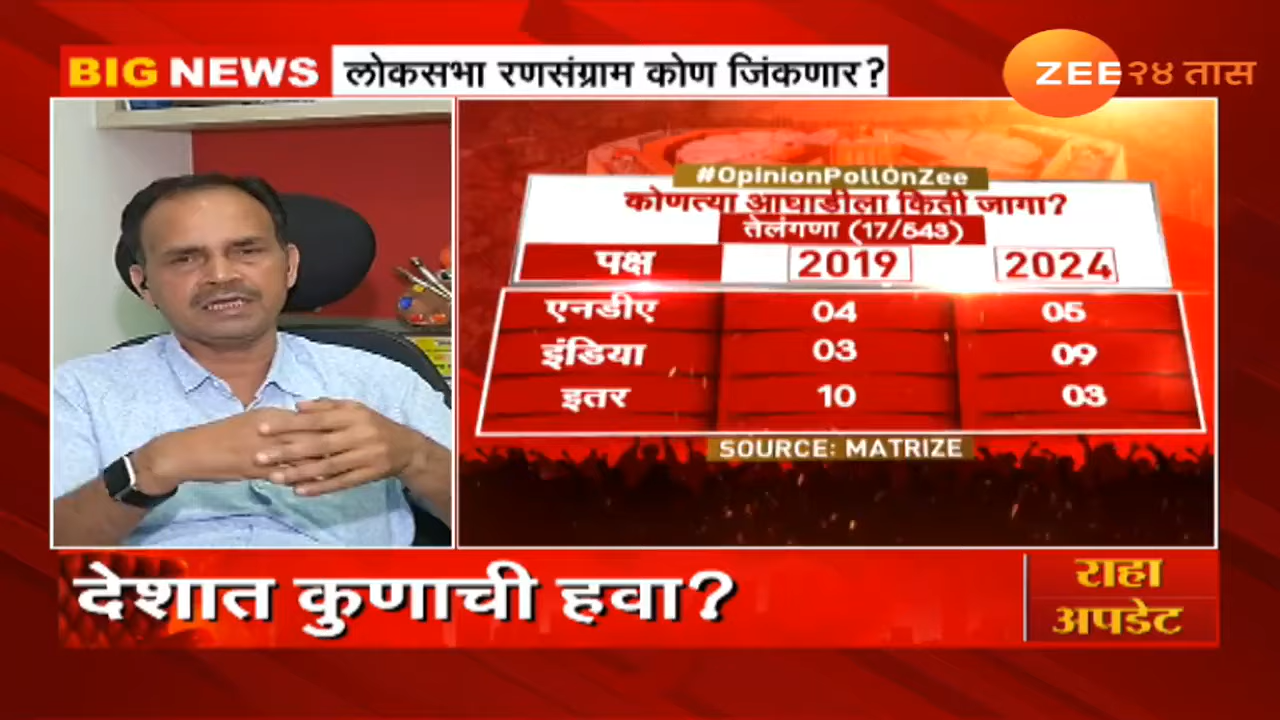 BIG NEWS लोकसभा रणसंग्राम कोण जिंकणार?
ZEE २४ तास
#OpinionPollOnZee
कोणत्या आघाडीला किती जागा?
तेलंगणा (17/543)
पक्ष 2019 2024
एनडीए 04 05
इंडिया 03 09
इतर 10 03
SOURCE: MATRIZE
देशात कुणाची हवा?
राहा
अपडेट